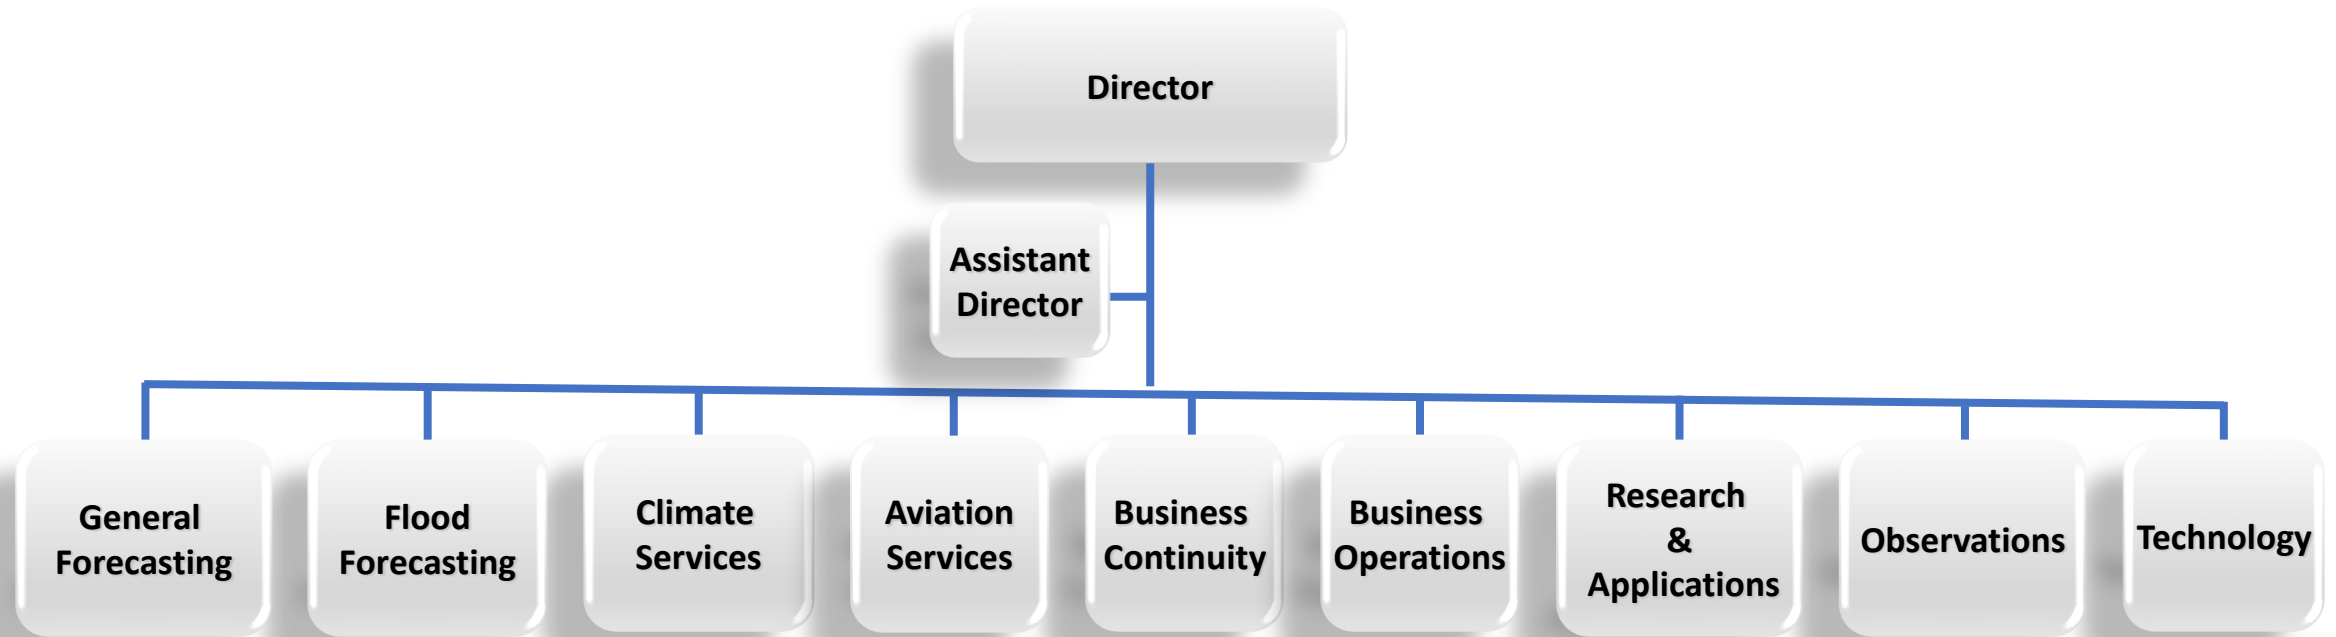 Director
Assistant
Director
General
Forecasting
Flood
Forecasting
Climate
Services
Aviation
Services
Business
Continuity
Business
Operations
Research
&
Applications
Observations
Technology